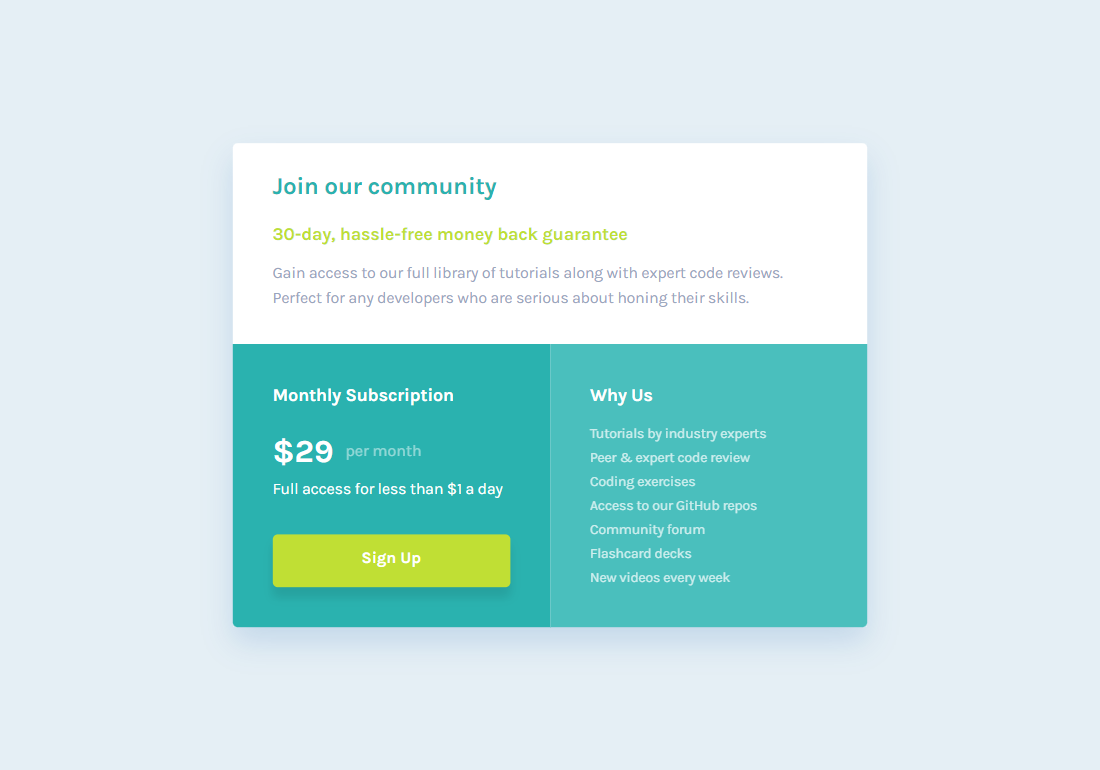 Join our community
30-day, hassle-free money back guarantee
Gain access to our full library of tutorials along with expert code reviews.
Perfect for any developers who are serious about honing their skills.
Monthly Subscription
$29 per month
Full access for less than $1 a day
Sign Up
Why Us
Tutorials by industry experts
Peer & expert code review
Coding exercises
Access to our GitHub repos
Community forum
Flashcard decks
New videos every week